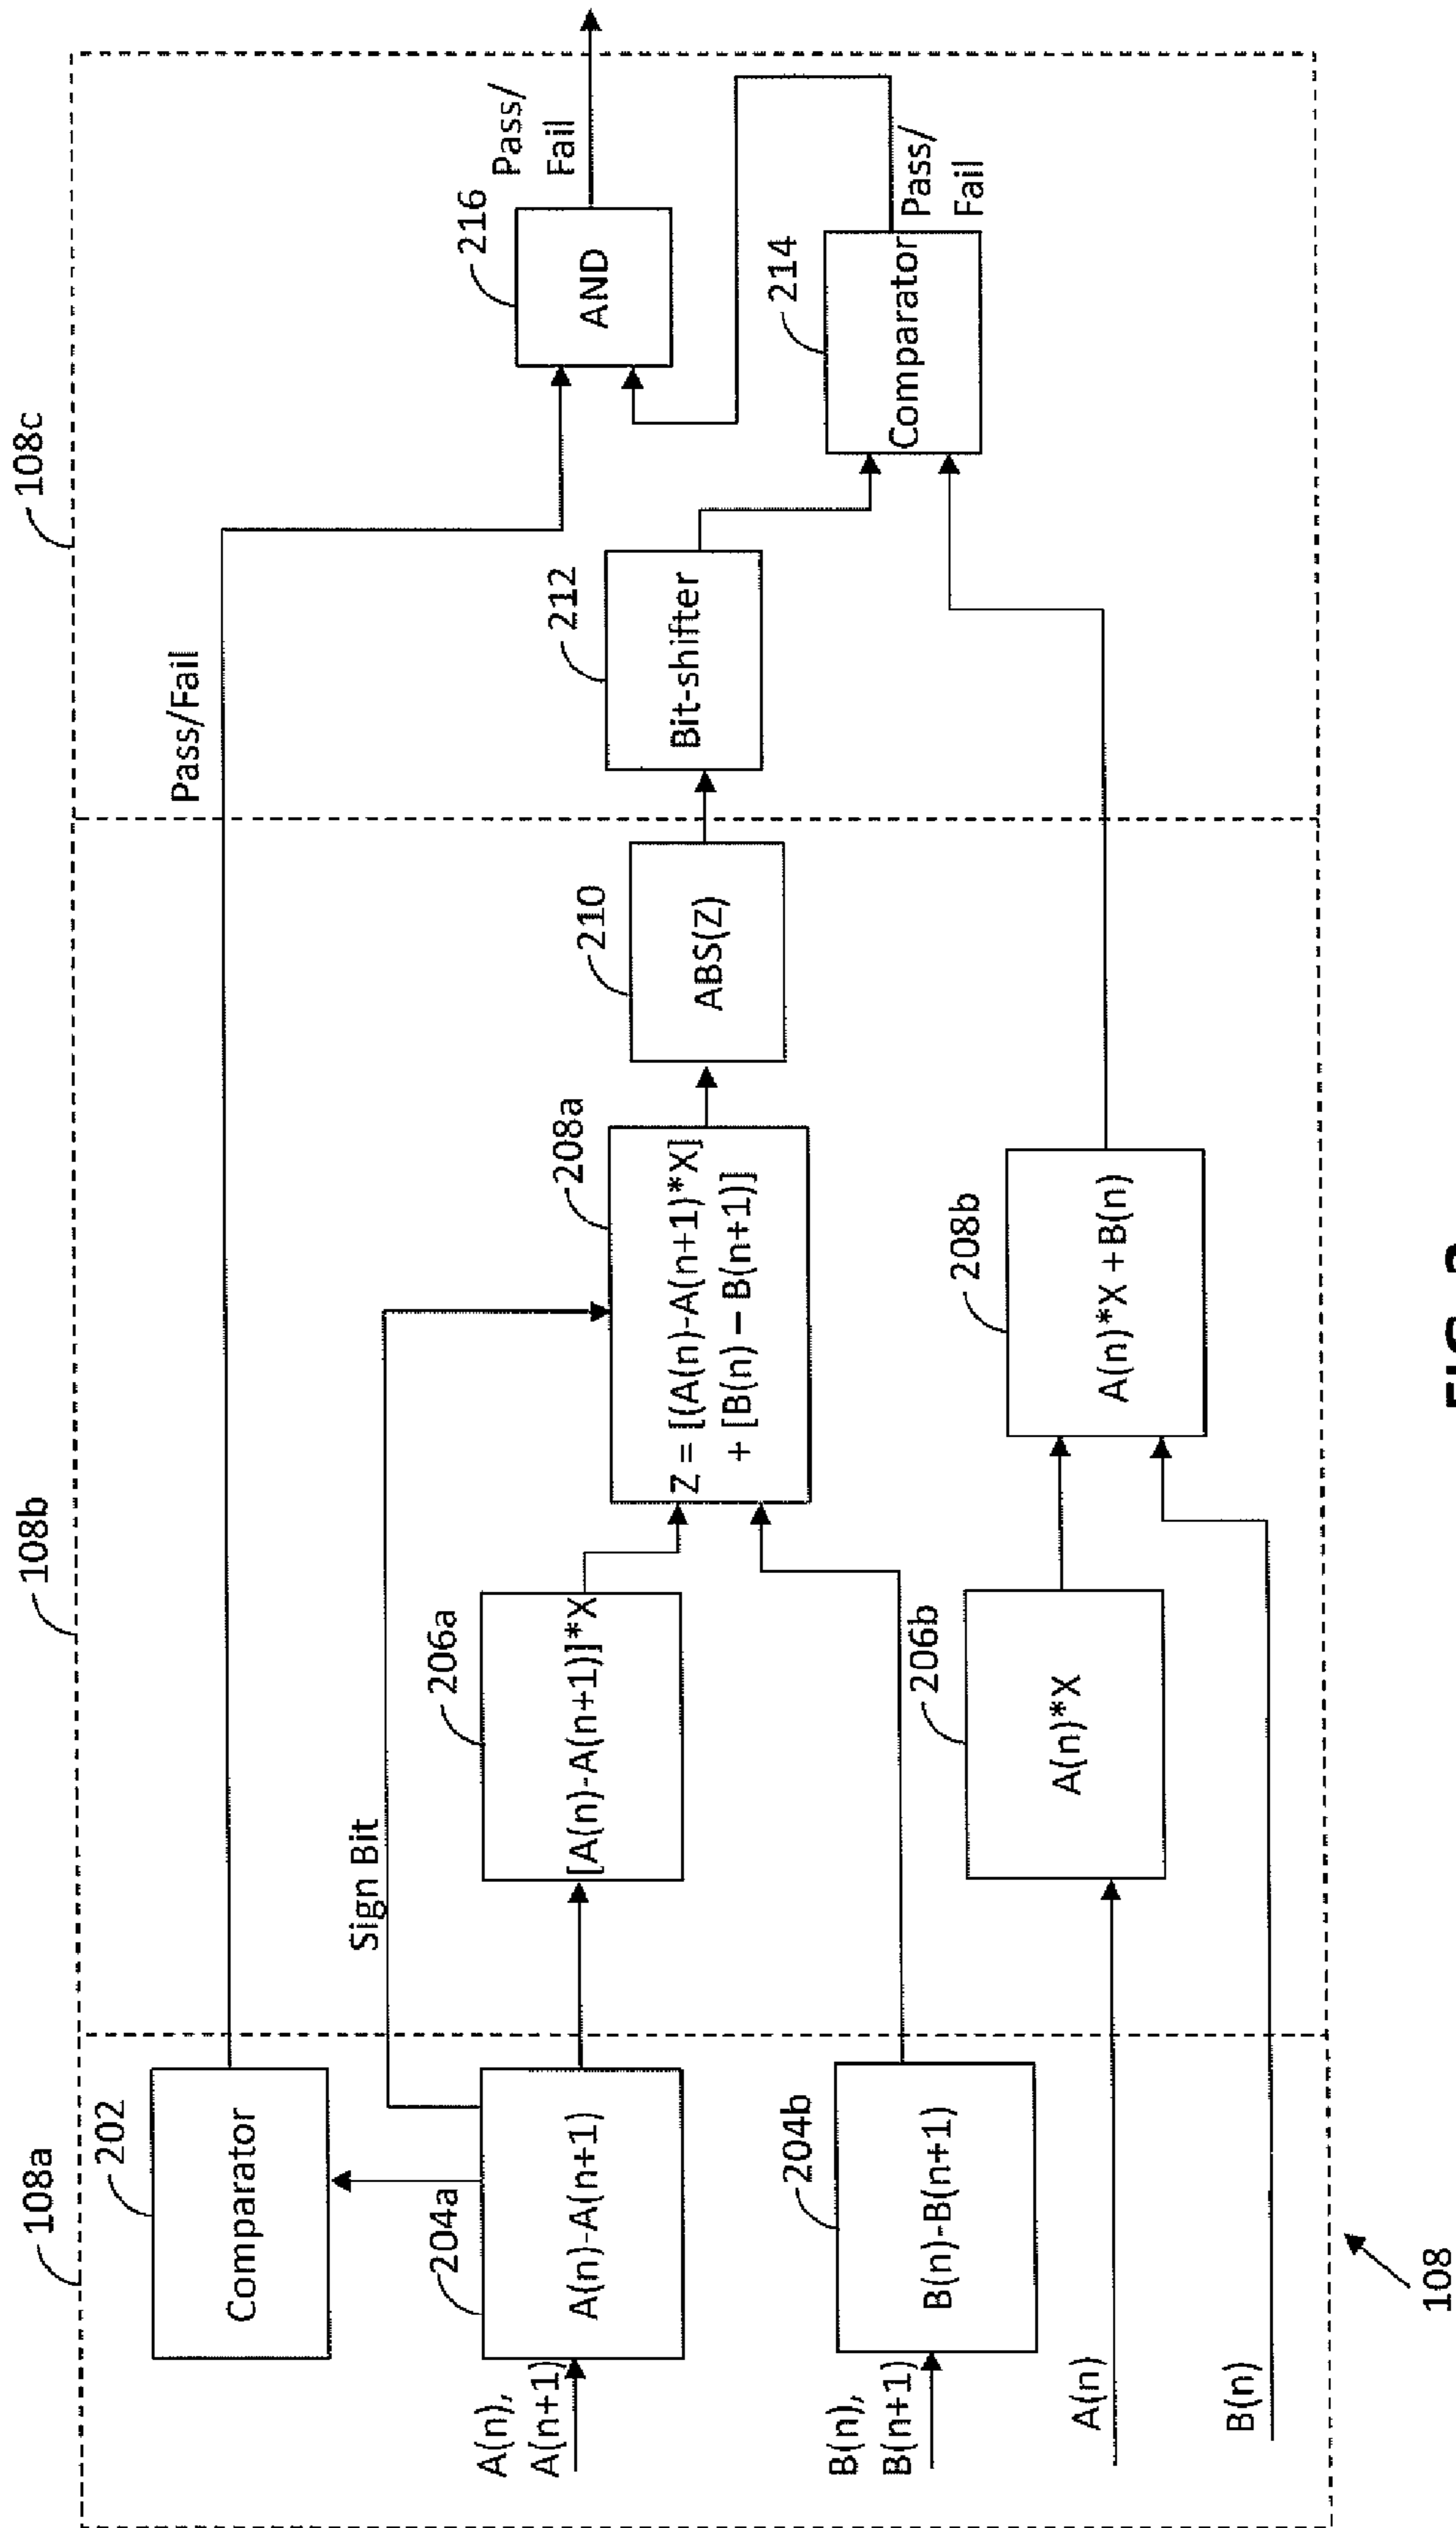 108a
108b
108c
202
Comparator
Pass/Fail
216
AND
Pass/
Fail
Sign Bit
A(n),
A(n+1)
204a
A(n)-A(n+1)
206a
[A(n)-A(n+1)]*X
208a
Z = [(A(n)-A(n+1)*X]
+ [B(n) – B(n+1)]
210
ABS(Z)
212
Bit-shifter
214
Comparator
Pass/
Fail
B(n),
B(n+1)
204b
B(n)-B(n+1)
A(n)
206b
A(n)*X
208b
A(n)*X + B(n)
B(n)
108